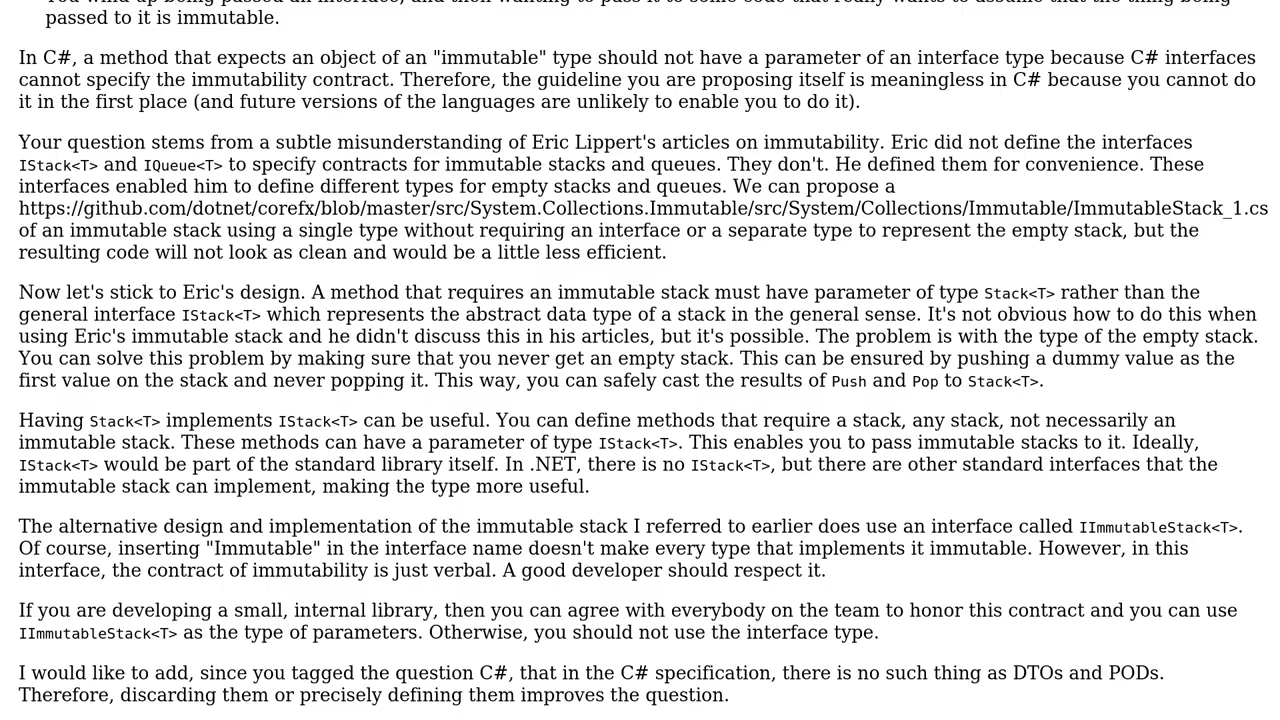 passed to it is immutable.
In C#, a method that expects an object of an "immutable" type should not have a parameter of an interface type because C# interfaces
cannot specify the immutability contract. Therefore, the guideline you are proposing itself is meaningless in C# because you cannot do
it in the first place (and future versions of the languages are unlikely to enable you to do it).
Your question stems from a subtle misunderstanding of Eric Lippert's articles on immutability. Eric did not define the interfaces
IStack<T> and IQueue<T> to specify contracts for immutable stacks and queues. They don't. He defined them for convenience. These
interfaces enabled him to define different types for empty stacks and queues. We can propose a
https://github.com/dotnet/corefx/blob/master/src/System.Collections.Immutable/src/System/Collections/Immutable/ImmutableStack_1.cs
of an immutable stack using a single type without requiring an interface or a separate type to represent the empty stack, but the
resulting code will not look as clean and would be a little less efficient.
Now let's stick to Eric's design. A method that requires an immutable stack must have parameter of type Stack<T> rather than the
general interface IStack<T> which represents the abstract data type of a stack in the general sense. It's not obvious how to do this when
using Eric's immutable stack and he didn't discuss this in his articles, but it's possible. The problem is with the type of the empty stack.
You can solve this problem by making sure that you never get an empty stack. This can be ensured by pushing a dummy value as the
first value on the stack and never popping it. This way, you can safely cast the results of Push and Pop to Stack<T>.
Having Stack<T> implements IStack<T> can be useful. You can define methods that require a stack, any stack, not necessarily an
immutable stack. These methods can have a parameter of type IStack<T>. This enables you to pass immutable stacks to it. Ideally,
IStack<T> would be part of the standard library itself. In .NET, there is no IStack<T>, but there are other standard interfaces that the
immutable stack can implement, making the type more useful.
The alternative design and implementation of the immutable stack I referred to earlier does use an interface called IImmutableStack<T>.
Of course, inserting "Immutable" in the interface name doesn't make every type that implements it immutable. However, in this
interface, the contract of immutability is just verbal. A good developer should respect it.
If you are developing a small, internal library, then you can agree with everybody on the team to honor this contract and you can use
IImmutableStack<T> as the type of parameters. Otherwise, you should not use the interface type.
I would like to add, since you tagged the question C#, that in the C# specification, there is no such thing as DTOs and PODs.
Therefore, discarding them or precisely defining them improves the question.